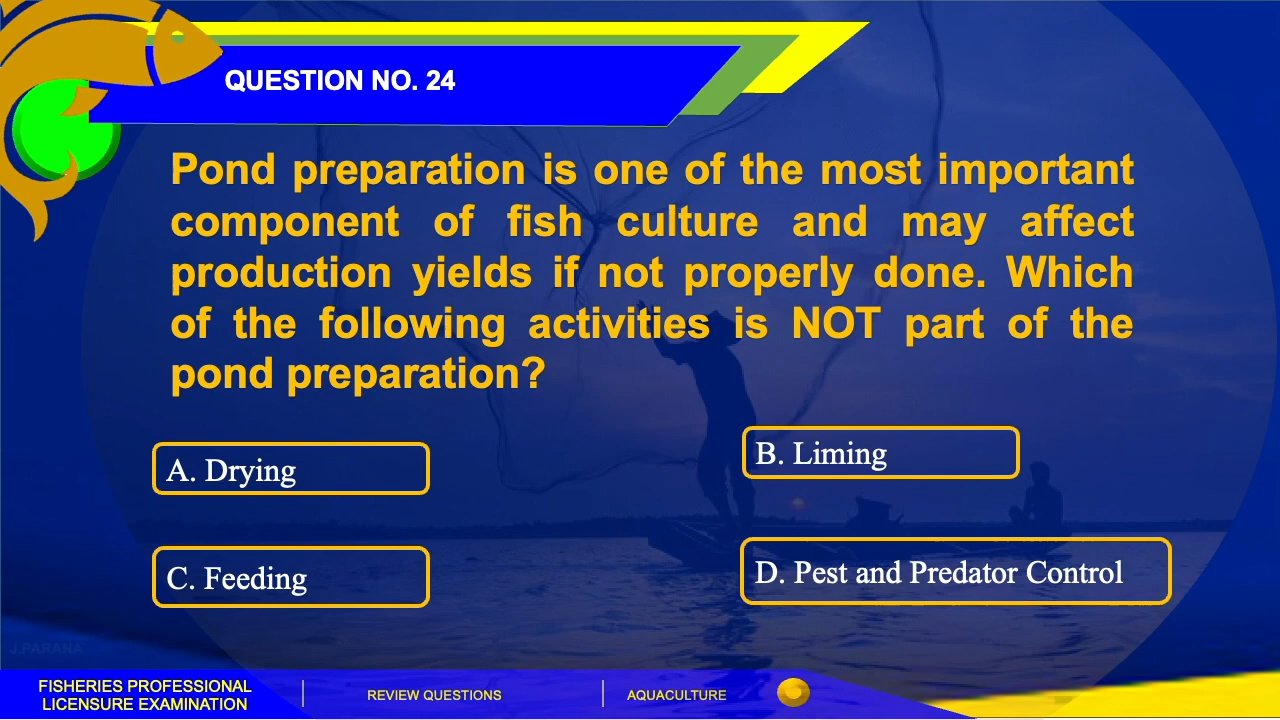 QUESTION NO. 24
Pond preparation is one of the most important
component of fish culture and may affect
production yields if not properly done. Which
of the following activities is NOT part of the
pond preparation?
A. Drying
B. Liming
C. Feeding
D. Pest and Predator Control
J.PARANA
FISHERIES PROFESSIONAL
LICENSURE EXAMINATION
REVIEW QUESTIONS
AQUACULTURE